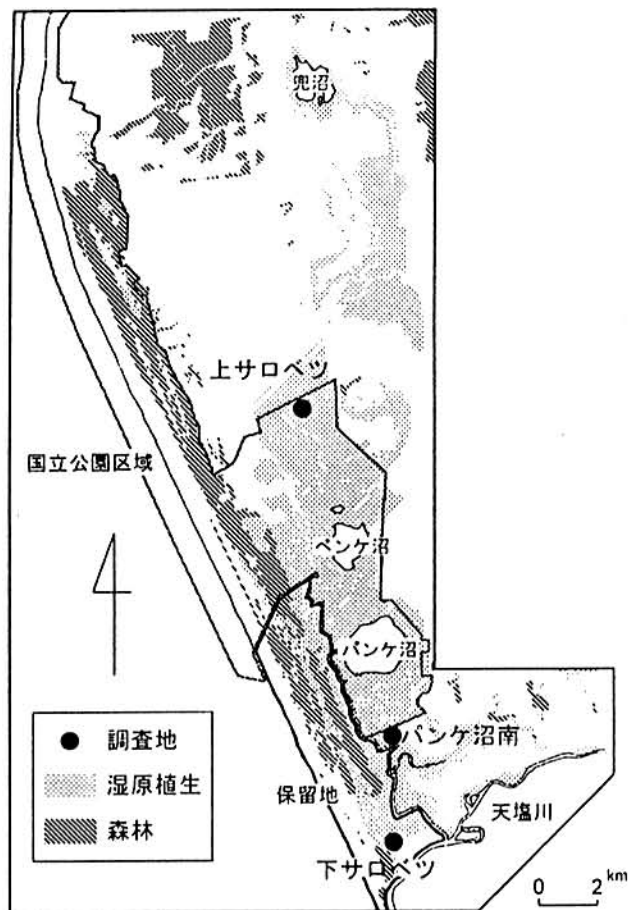 兜沼
上サロベツ
国立公園区域
ペンケ沼
パンケ沼
パンケ沼南
保留地
天塩川
下サロベツ
調査地
湿原植生
森林
0 2 km